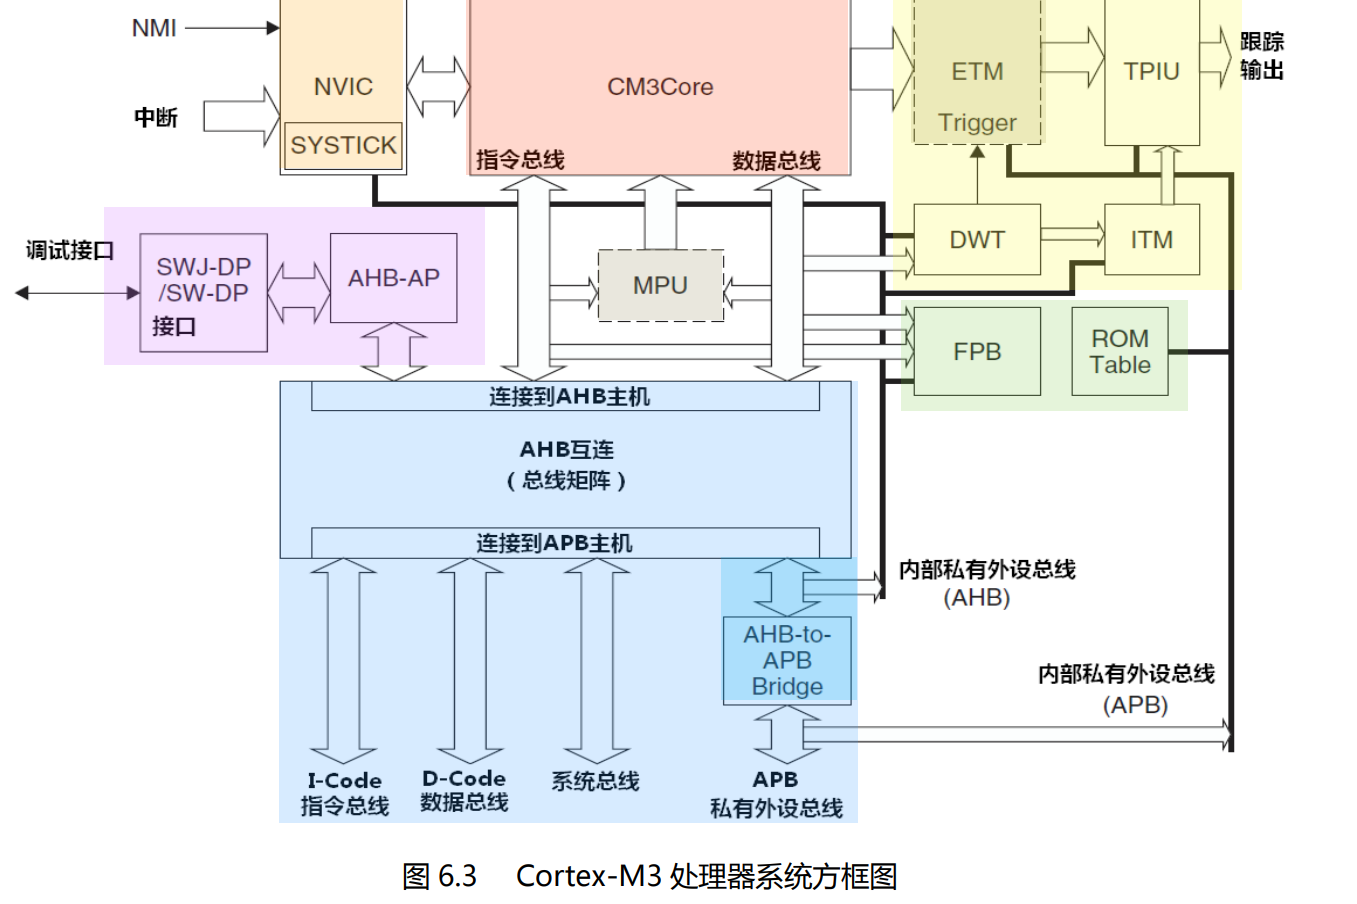 NMI
中断
NVIC
SYSTICK
CM3Core
指令总线
数据总线
ETM
Trigger
TPIU
跟踪
输出
调试接口
SWJ-DP
/SW-DP
接口
AHB-AP
MPU
DWT
ITM
FPB
ROM
Table
连接到AHB主机
AHB互连
（总线矩阵）
连接到APB主机
内部私有外设总线
(AHB)
AHB-to-
APB
Bridge
内部私有外设总线
(APB)
I-Code
指令总线
D-Code
数据总线
系统总线
APB
私有外设总线
图 6.3 Cortex-M3 处理器系统方框图